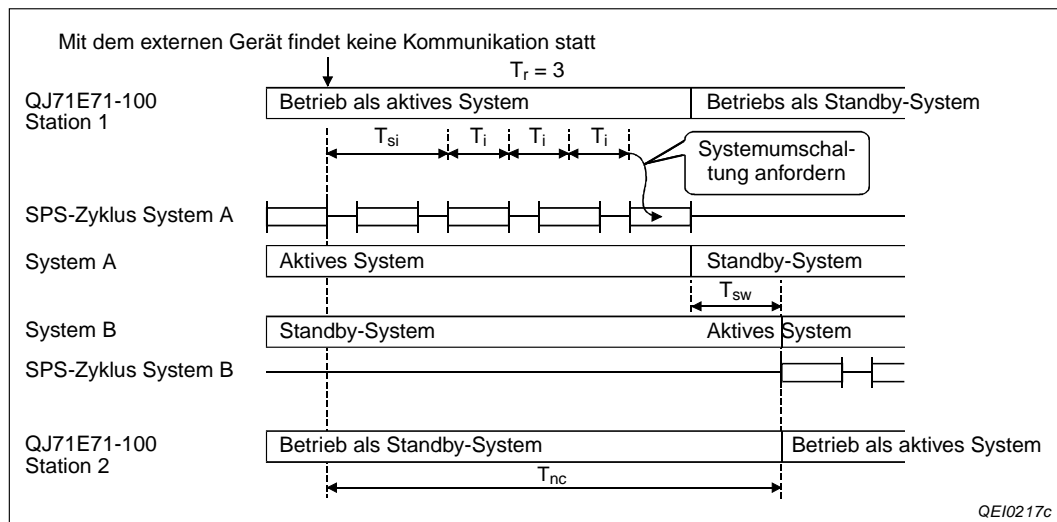 Mit dem externen Gerät findet keine Kommunikation statt
Tr = 3
QJ71E71-100
Station 1
Betrieb als aktives System
Betriebs als Standby-System
Tsi
Ti
Ti
Ti
Systemumschal-
tung anfordern
SPS-Zyklus System A
System A
Aktives System
Standby-System
Tsw
System B
Standby-System
Aktives System
SPS-Zyklus System B
QJ71E71-100
Station 2
Betrieb als Standby-System
Betrieb als aktives System
Tnc
QEI0217c